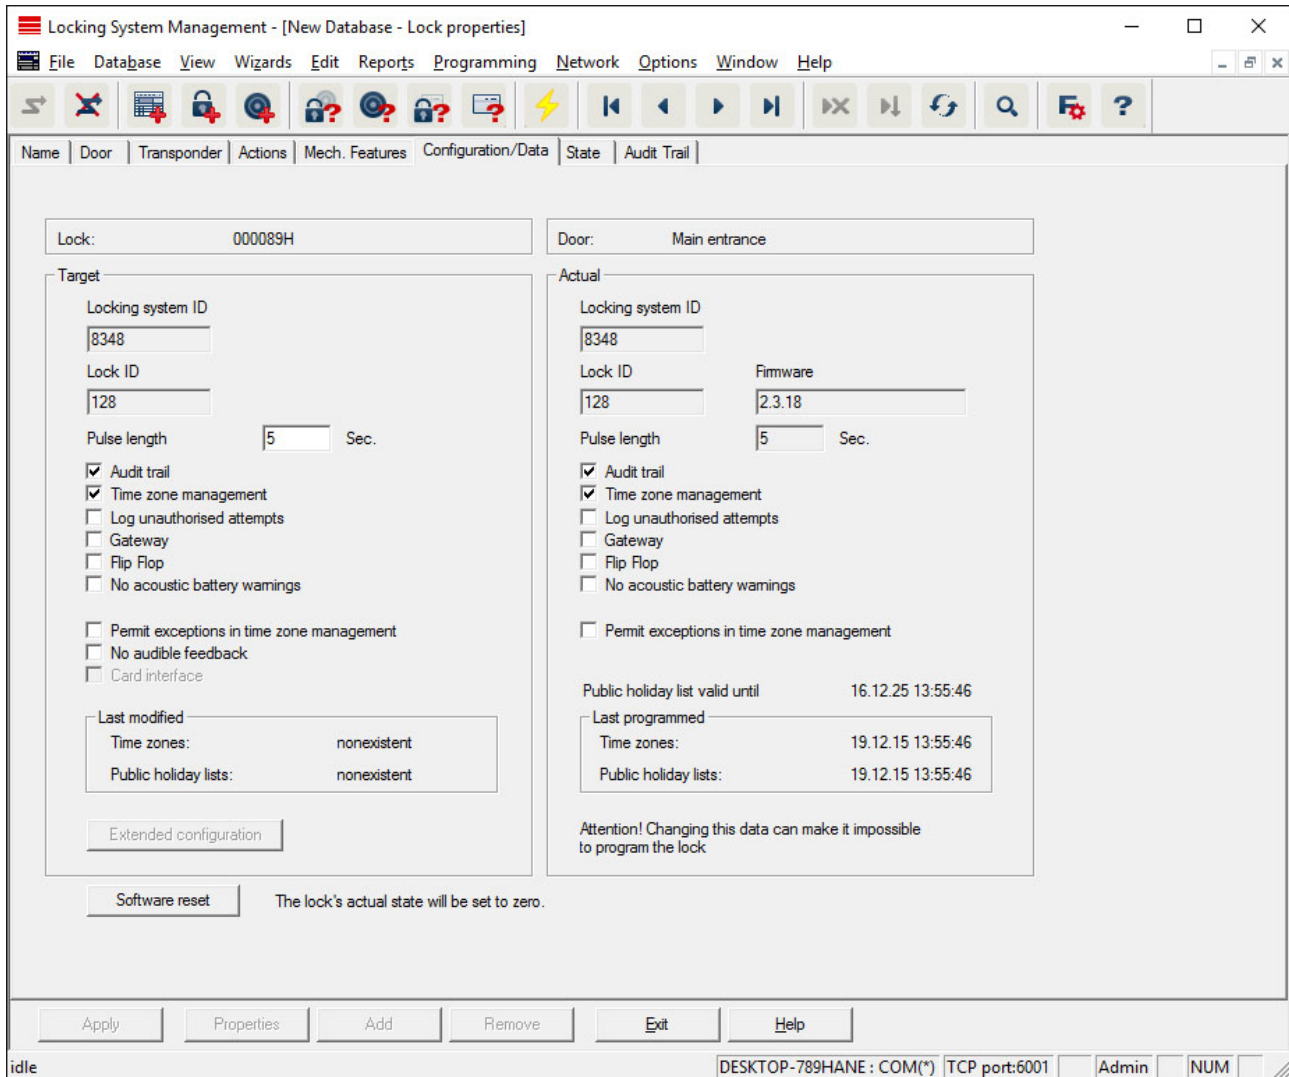 Locking System Management - [New Database - Lock properties]
File Database View Wizards Edit Reports Programming Network Options Window Help
Name Door Transponder Actions Mech. Features Configuration/Data State Audit Trail
Lock: 000089H Door: Main entrance
Target Actual
Locking system ID Locking system ID
8348 8348
Lock ID Lock ID Firmware
128 128 2.3.18
Pulse length 5 Sec. Pulse length 5 Sec.
Audit trail Audit trail
Time zone management Time zone management
Log unauthorised attempts Log unauthorised attempts
Gateway Gateway
Flip Flop Flip Flop
No acoustic battery warnings No acoustic battery warnings
Permit exceptions in time zone management Permit exceptions in time zone management
No audible feedback
Card interface
Public holiday list valid until 16.12.25 13:55:46
Last modified Last programmed
Time zones: nonexistent Time zones: 19.12.15 13:55:46
Public holiday lists: nonexistent Public holiday lists: 19.12.15 13:55:46
Extended configuration Attention! Changing this data can make it impossible
to program the lock
Software reset The lock's actual state will be set to zero.
Apply Properties Add Remove Exit Help
idle DESKTOP-789HANE : COM(*) TCP port:6001 Admin NUM